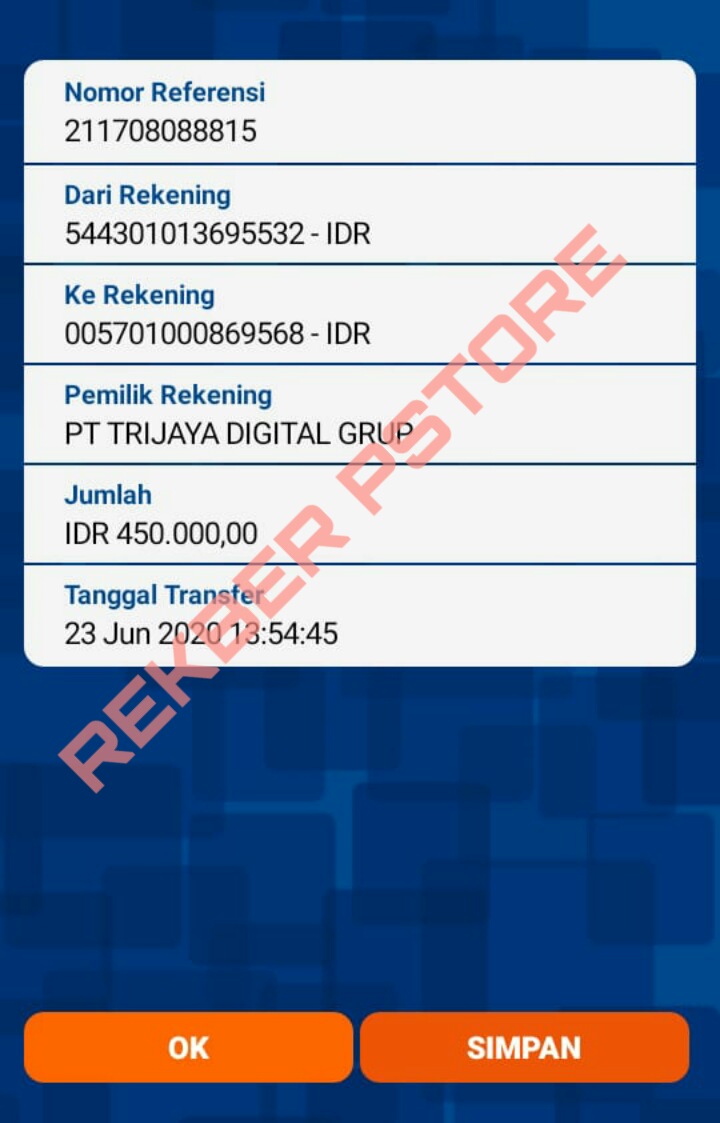 Nomor Referensi
211708088815
Dari Rekening
544301013695532 - IDR
Ke Rekening
005701000869568 - IDR
Pemilik Rekening
PT TRIJAYA DIGITAL GRUP
Jumlah
IDR 450.000,00
Tanggal Transfer
23 Jun 2020 13:54:45
REKBER PSTORE
OK
SIMPAN